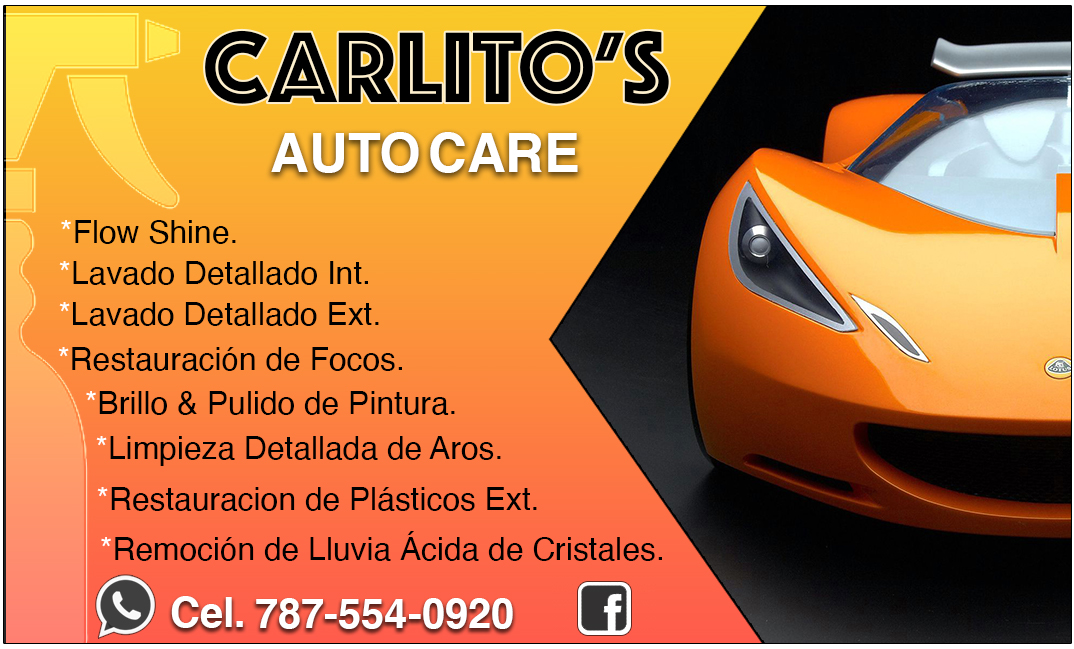 CARLITO'S
AUTO CARE
*Flow Shine.
*Lavado Detallado Int.
*Lavado Detallado Ext.
*Restauración de Focos.
*Brillo & Pulido de Pintura.
*Limpieza Detallada de Aros.
*Restauracion de Plásticos Ext.
*Remoción de Lluvia Ácida de Cristales.
Cel. 787-554-0920
f
LOTUS